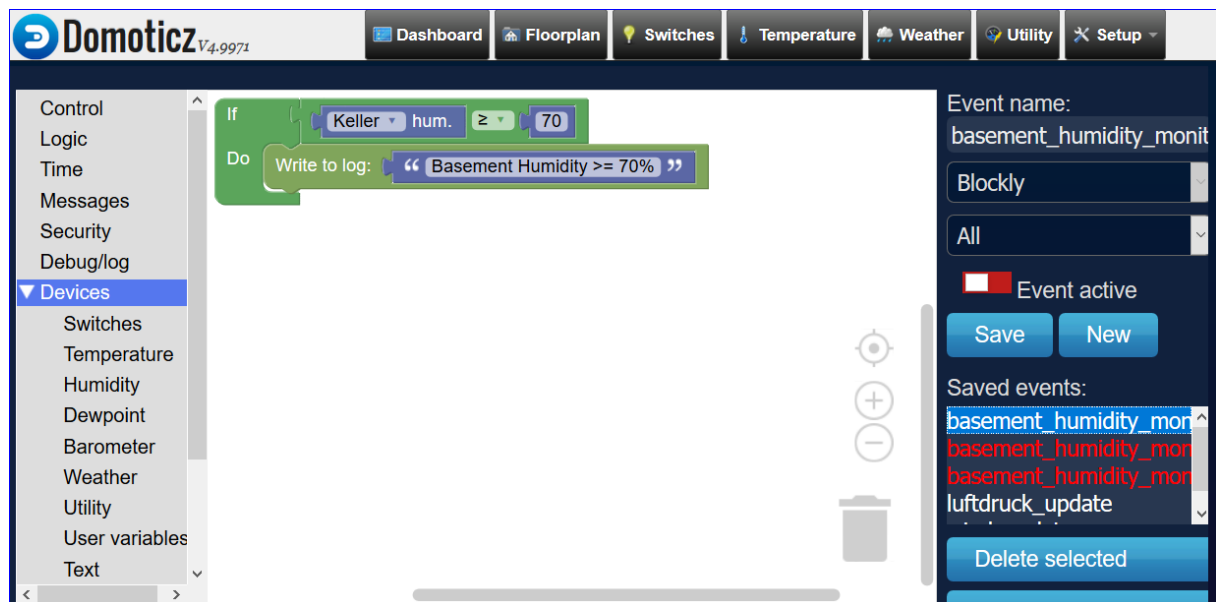 Domoticz V4.9971
Dashboard Floorplan Switches Temperature Weather Utility Setup
Control
Logic
Time
Messages
Security
Debug/log
Devices
Switches
Temperature
Humidity
Dewpoint
Barometer
Weather
Utility
User variables
Text
If Keller hum. ≥ 70
Do Write to log: “ Basement Humidity >= 70% ”
Event name:
basement_humidity_monit
Blockly
All
Event active
Save New
Saved events:
basement_humidity_mon
basement_humidity_mon
basement_humidity_mon
luftdruck_update
Delete selected